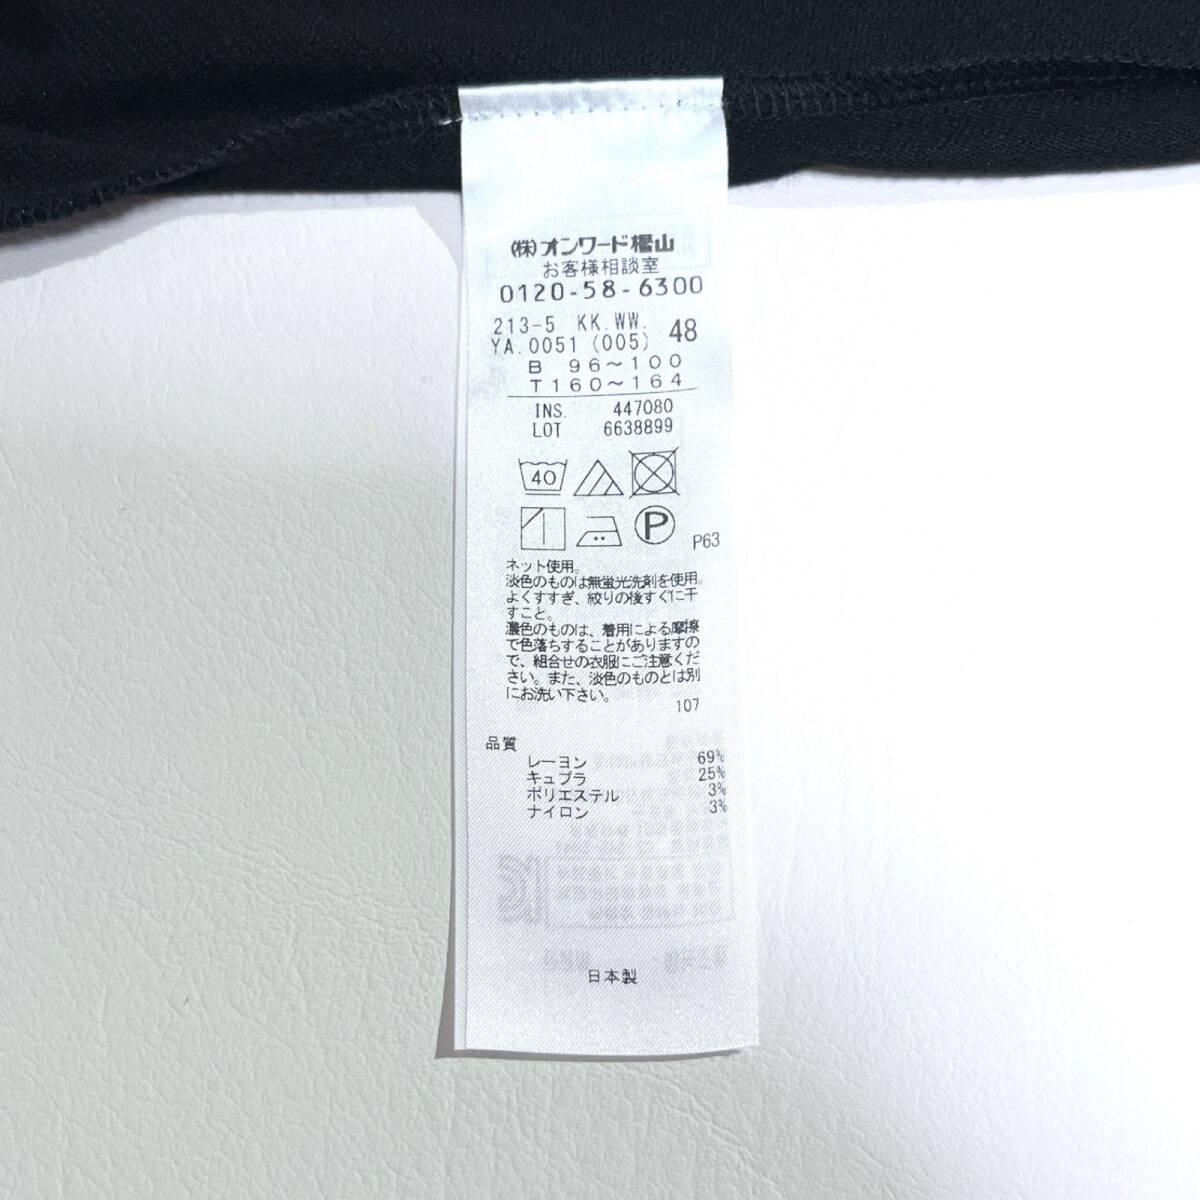 (株)オンワード樫山
お客様相談室
0120-58-6300
213-5 KK.WW.
YA.0051 (005) 48
B 96～100
T160～164
INS. 447080
LOT 6638899
40
P
P63
ネット使用。
淡色のものは無蛍光洗剤を使用。
よくすすぎ、絞りの後すぐに干
すこと。
濃色のものは、着用による摩擦
で色落ちすることがありますの
で、組合せの衣服にご注意くだ
さい。また、淡色のものとは別
にお洗い下さい。
107
品質
レーヨン 69%
キュプラ 25%
ポリエステル 3%
ナイロン 3%
日本製